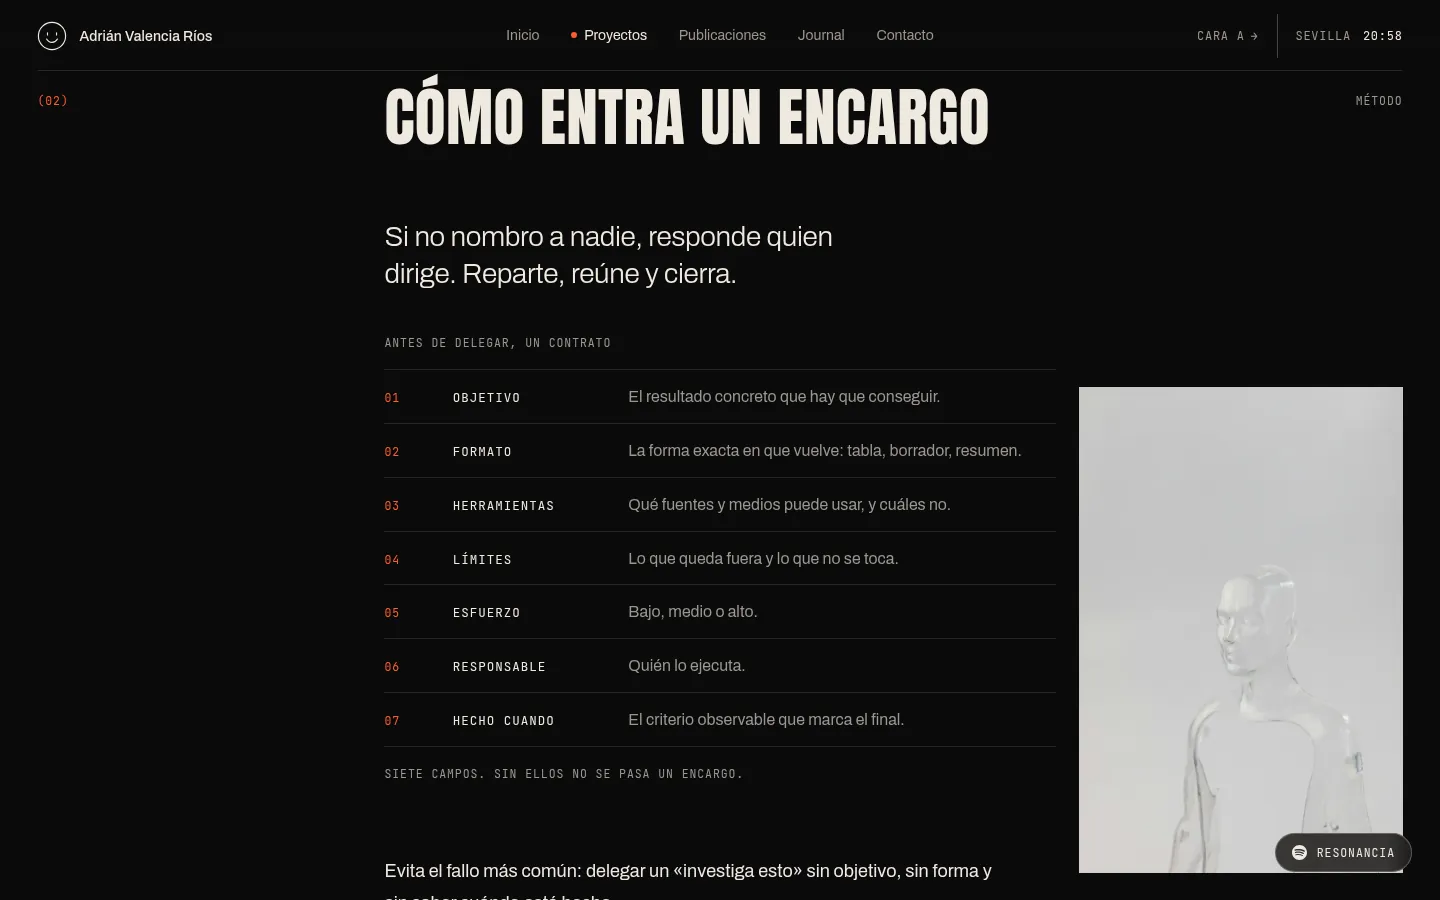 Adrián Valencia Ríos
Inicio
Proyectos
Publicaciones
Journal
Contacto
CARA A →
SEVILLA 20:58
(02)
CÓMO ENTRA UN ENCARGO
MÉTODO
Si no nombro a nadie, responde quien
dirige. Reparte, reúne y cierra.
ANTES DE DELEGAR, UN CONTRATO
01 OBJETIVO El resultado concreto que hay que conseguir.
02 FORMATO La forma exacta en que vuelve: tabla, borrador, resumen.
03 HERRAMIENTAS Qué fuentes y medios puede usar, y cuáles no.
04 LÍMITES Lo que queda fuera y lo que no se toca.
05 ESFUERZO Bajo, medio o alto.
06 RESPONSABLE Quién lo ejecuta.
07 HECHO CUANDO El criterio observable que marca el final.
SIETE CAMPOS. SIN ELLOS NO SE PASA UN ENCARGO.
RESONANCIA
Evita el fallo más común: delegar un «investiga esto» sin objetivo, sin forma y
sin saber cuándo está hecho.